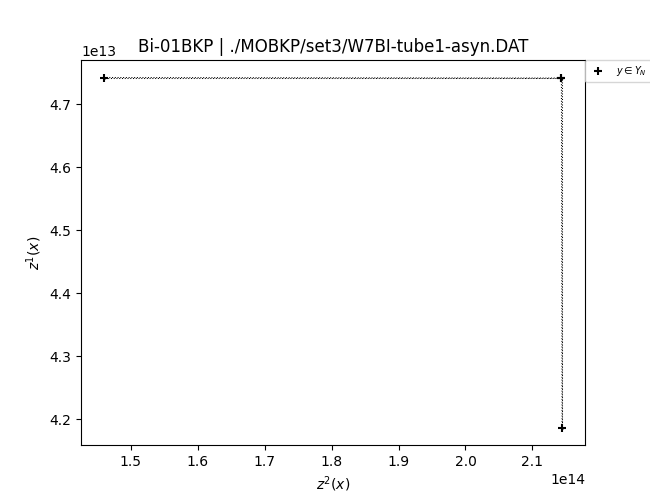 Bi-01BKP | ./MOBKP/set3/W7BI-tube1-asyn.DAT
1e13
y ∈ Y_N
4.7
4.6
4.5
4.4
4.3
4.2
z^1(x)
1.5 1.6 1.7 1.8 1.9 2.0 2.1
1e14
z^2(x)